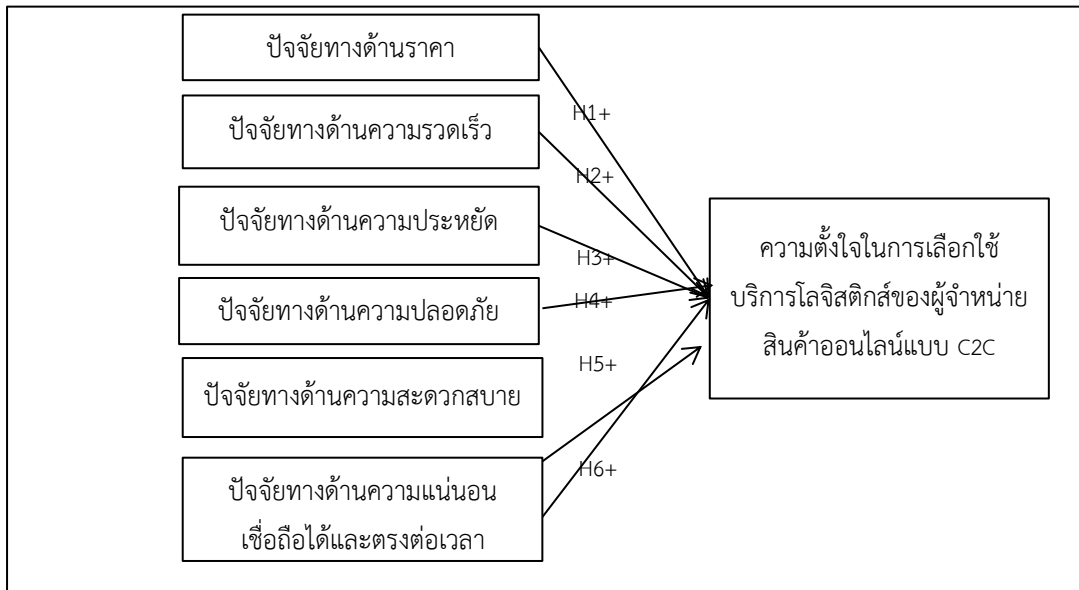 ปัจจัยทางด้านราคา
H1+
ปัจจัยทางด้านความรวดเร็ว
H2+
ปัจจัยทางด้านความประหยัด
H3+
ปัจจัยทางด้านความปลอดภัย
H4+
ปัจจัยทางด้านความสะดวกสบาย
H5+
ปัจจัยทางด้านความแน่นอน
เชื่อถือได้และตรงต่อเวลา
H6+
ความตั้งใจในการเลือกใช้
บริการโลจิสติกส์ของผู้จำหน่าย
สินค้าออนไลน์แบบ C2C